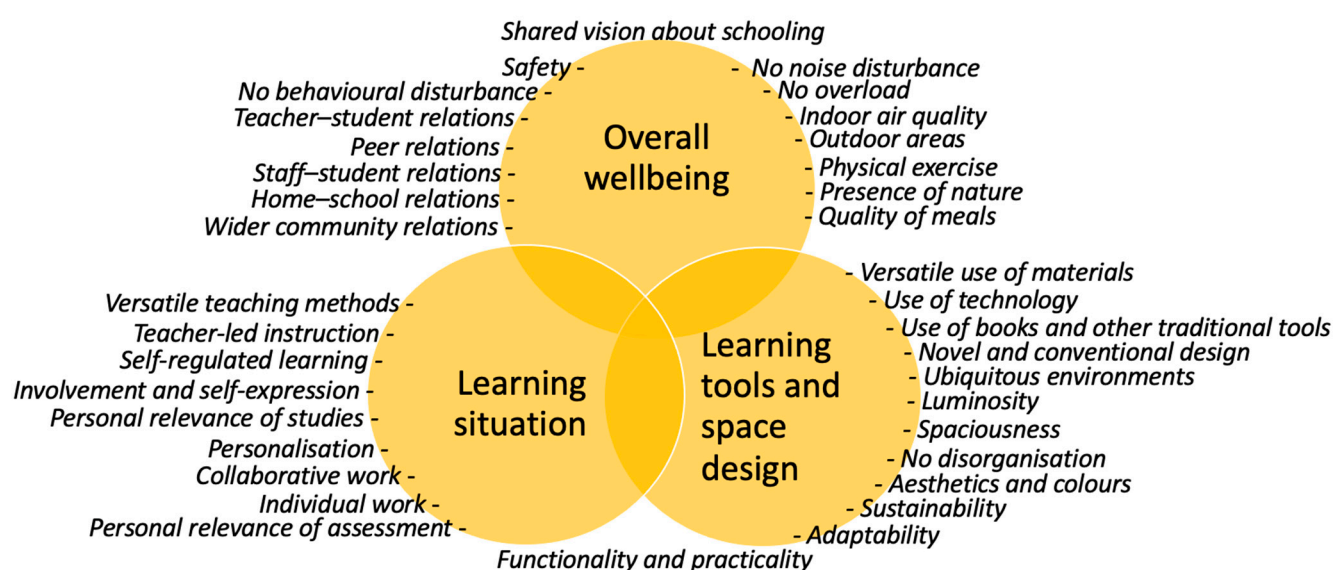 Shared vision about schooling
Safety -
No behavioural disturbance -
Teacher–student relations -
Peer relations -
Staff–student relations -
Home–school relations -
Wider community relations -
- No noise disturbance
- No overload
- Indoor air quality
- Outdoor areas
- Physical exercise
- Presence of nature
- Quality of meals
Overall
wellbeing
Versatile teaching methods -
Teacher-led instruction -
Self-regulated learning -
Involvement and self-expression -
Personal relevance of studies -
Personalisation -
Collaborative work -
Individual work -
Personal relevance of assessment -
Learning
situation
Learning
tools and
space
design
- Versatile use of materials
- Use of technology
- Use of books and other traditional tools
- Novel and conventional design
- Ubiquitous environments
- Luminosity
- Spaciousness
- No disorganisation
- Aesthetics and colours
- Sustainability
- Adaptability
Functionality and practicality